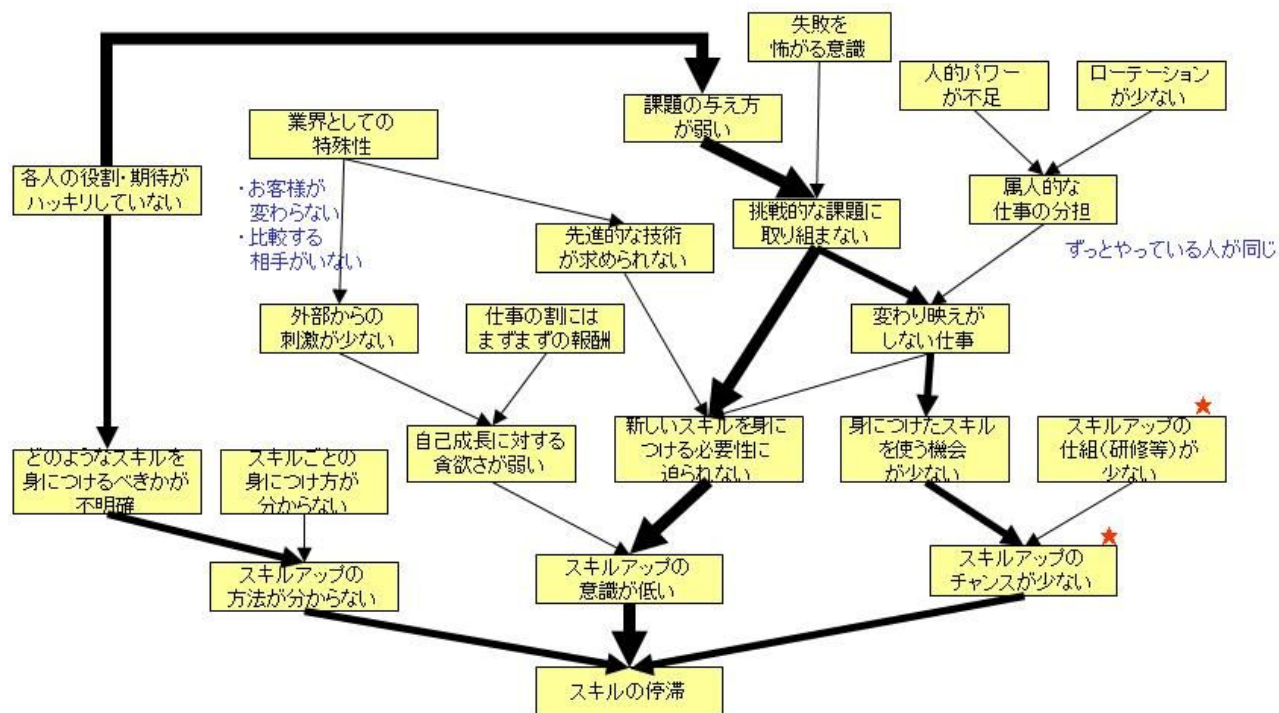 失敗を
怖がる意識
人的パワー
が不足
ローテーション
が少ない
課題の与え方
が弱い
業界としての
特殊性
各人の役割・期待が
ハッキリしていない
・お客様が
変わらない
・比較する
相手がいない
先進的な技術
が求められない
挑戦的な課題に
取り組まない
属人的な
仕事の分担
ずっとやっている人が同じ
外部からの
刺激が少ない
仕事の割には
まずまずの報酬
変わり映えが
しない仕事
どのようなスキルを
身につけるべきかが
不明確
スキルごとの
身につけ方が
分からない
自己成長に対する
貪欲さが弱い
新しいスキルを身に
つける必要性に
迫られない
身につけたスキル
を使う機会
が少ない
スキルアップの
仕組(研修等)が
少ない
スキルアップの
方法が分からない
スキルアップの
意識が低い
スキルアップの
チャンスが少ない
スキルの停滞